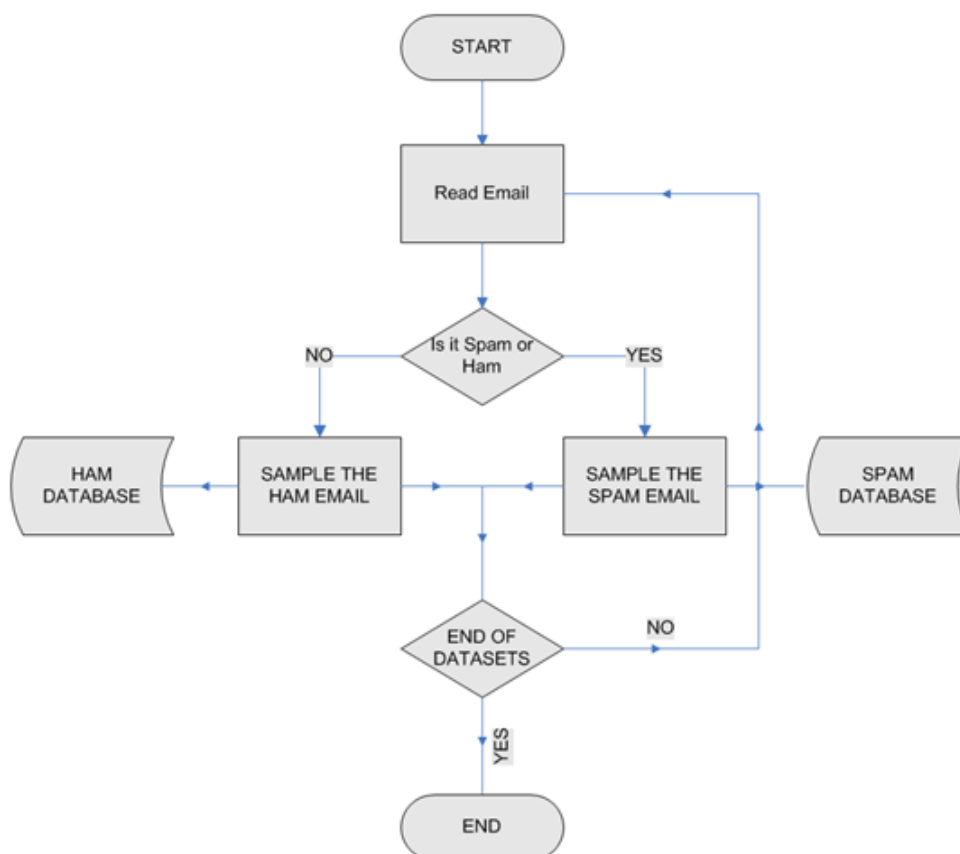 START
Read Email
Is it Spam or
Ham
NO
YES
HAM
DATABASE
SAMPLE THE
HAM EMAIL
SAMPLE THE
SPAM EMAIL
SPAM
DATABASE
END OF
DATASETS
NO
YES
END